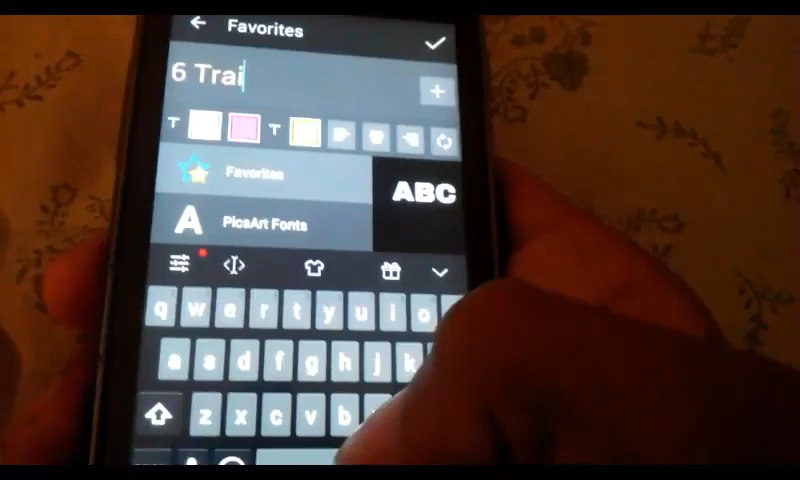 Favorites
6 Trai
T T
Favorites
ABC
A PicsArt Fonts
q w e r t y u i o
a s d f g h j k
z x c v b